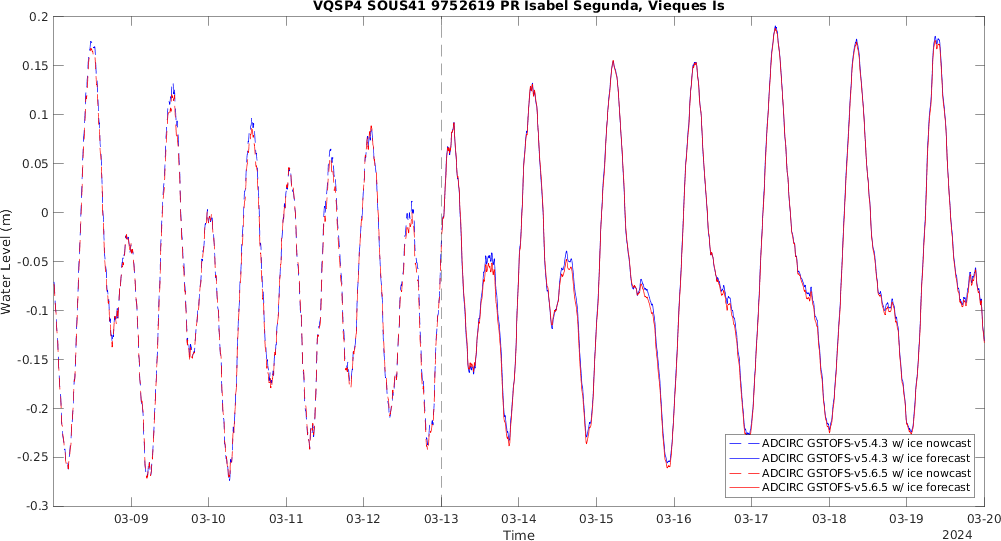 VQSP4 SOUS41 9752619 PR Isabel Segunda, Vieques Is
0.2
0.15
0.1
0.05
0
-0.05
-0.1
-0.15
-0.2
-0.25
-0.3
Water Level (m)
ADCIRC GSTOFS-v5.4.3 w/ ice nowcast
ADCIRC GSTOFS-v5.4.3 w/ ice forecast
ADCIRC GSTOFS-v5.6.5 w/ ice nowcast
ADCIRC GSTOFS-v5.6.5 w/ ice forecast
03-09 03-10 03-11 03-12 03-13 03-14 03-15 03-16 03-17 03-18 03-19 03-20
Time
2024